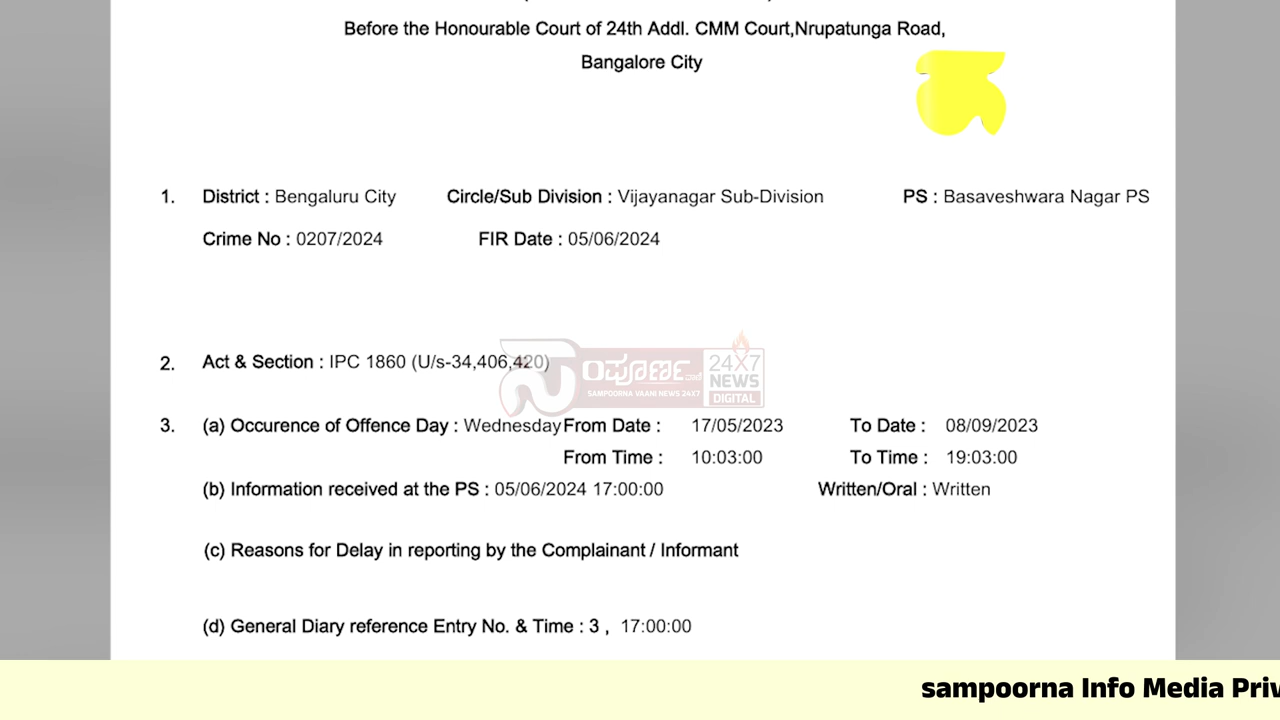 Before the Honourable Court of 24th Addl. CMM Court,Nrupatunga Road,
Bangalore City
1. District : Bengaluru City Circle/Sub Division : Vijayanagar Sub-Division PS : Basaveshwara Nagar PS
Crime No : 0207/2024 FIR Date : 05/06/2024
2. Act & Section : IPC 1860 (U/s-34,406,420)
ಸಂಪೂರ್ಣ ವಾಣಿ
SAMPOORNA VAANI NEWS 24X7
24X7
NEWS
DIGITAL
3. (a) Occurence of Offence Day : Wednesday From Date : 17/05/2023 To Date : 08/09/2023
From Time : 10:03:00 To Time : 19:03:00
(b) Information received at the PS : 05/06/2024 17:00:00 Written/Oral : Written
(c) Reasons for Delay in reporting by the Complainant / Informant
(d) General Diary reference Entry No. & Time : 3 , 17:00:00
sampoorna Info Media Priv